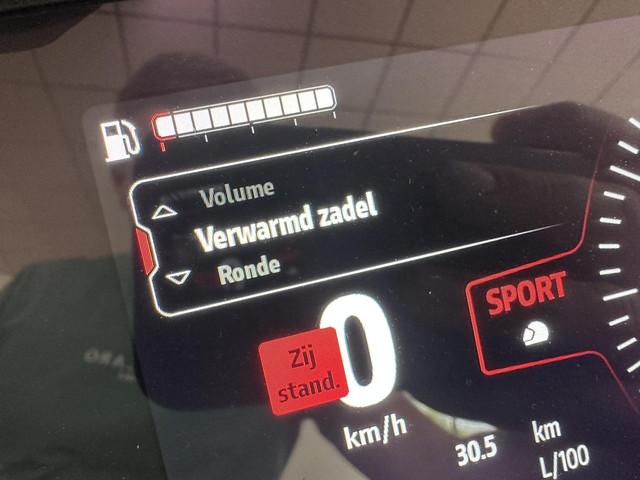 Volume
Verwarmd zadel
Ronde
SPORT
Zij
stand.
0
km/h
30.5
km
L/100